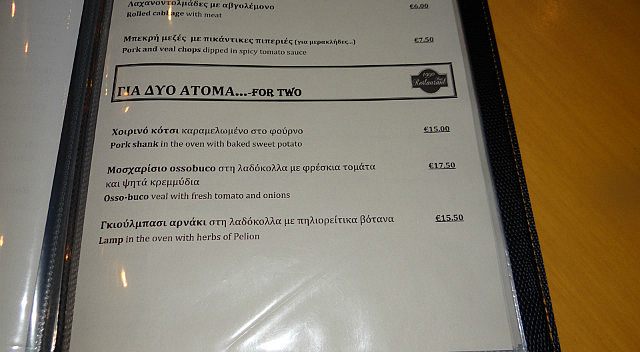 Λαχανοντολμάδες με αβγολέμονο €6.00
Rolled cabbage with meat
Μπεκρή μεζές με πικάντικες πιπεριές (για μερακλήδες...) €7.50
Pork and veal chops dipped in spicy tomato sauce
ΓΙΑ ΔΥΟ ΑΤΟΜΑ...-FOR TWO
Restaurant
Χοιρινό κότσι καραμελωμένο στο φούρνο €15.00
Pork shank in the oven with baked sweet potato
Μοσχαρίσιο ossobuco στη λαδόκολλα με φρέσκια τομάτα €17.50
και ψητά κρεμμύδια
Osso-buco veal with fresh tomato and onions
Γκιούλμπασι αρνάκι στη λαδόκολλα με πηλιορείτικα βότανα €15.50
Lamp in the oven with herbs of Pelion